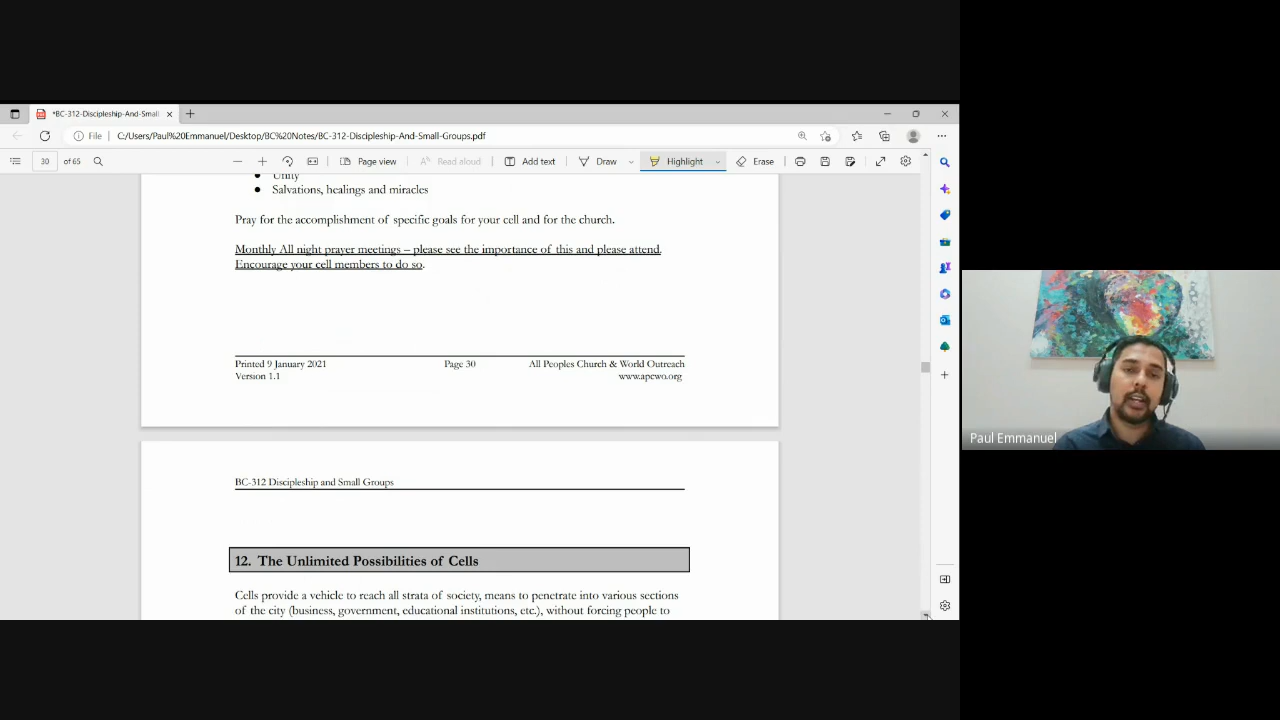 *BC-312-Discipleship-And-Small
File
C:/Users/Paul%20Emmanuel/Desktop/BC%20Notes/BC-312-Discipleship-And-Small-Groups.pdf
30 of 65
Page view
Read aloud
Add text
Draw
Highlight
Erase
Unity
Salvations, healings and miracles
Pray for the accomplishment of specific goals for your cell and for the church.
Monthly All night prayer meetings – please see the importance of this and please attend.
Encourage your cell members to do so.
Printed 9 January 2021 Page 30 All Peoples Church & World Outreach
Version 1.1 www.apcwo.org
BC-312 Discipleship and Small Groups
12. The Unlimited Possibilities of Cells
Cells provide a vehicle to reach all strata of society, means to penetrate into various sections
of the city (business, government, educational institutions, etc.), without forcing people to
Paul Emmanuel